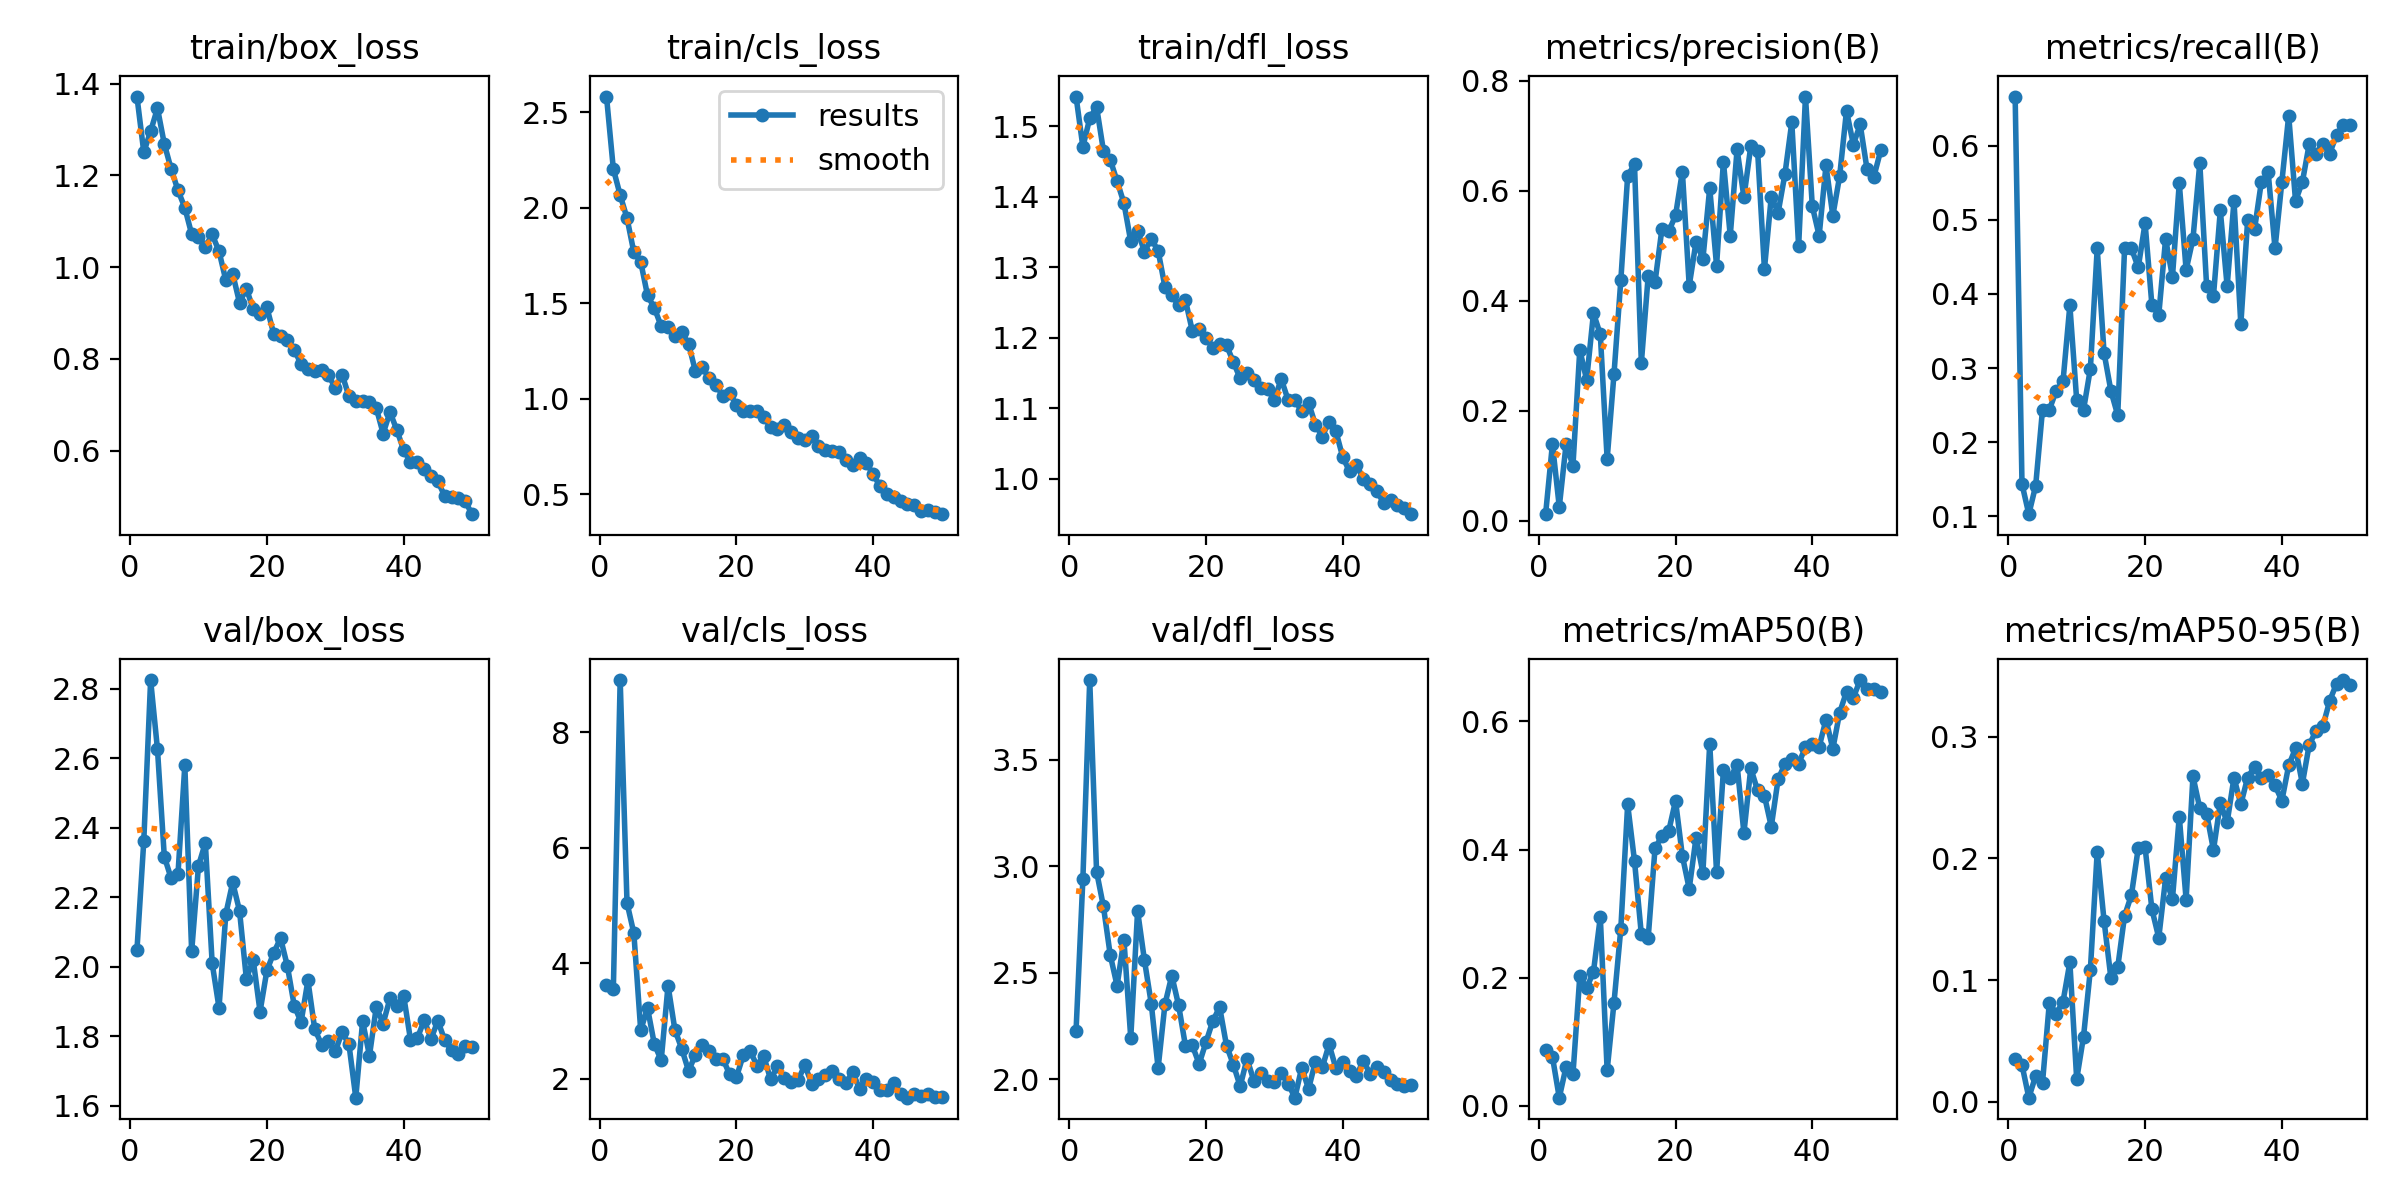 train/box_loss
1.4
1.2
1.0
0.8
0.6
0 20 40
train/cls_loss
results
smooth
2.5
2.0
1.5
1.0
0.5
0 20 40
train/dfl_loss
1.5
1.4
1.3
1.2
1.1
1.0
0 20 40
metrics/precision(B)
0.8
0.6
0.4
0.2
0.0
0 20 40
metrics/recall(B)
0.6
0.5
0.4
0.3
0.2
0.1
0 20 40
val/box_loss
2.8
2.6
2.4
2.2
2.0
1.8
1.6
0 20 40
val/cls_loss
8
6
4
2
0 20 40
val/dfl_loss
3.5
3.0
2.5
2.0
0 20 40
metrics/mAP50(B)
0.6
0.4
0.2
0.0
0 20 40
metrics/mAP50-95(B)
0.3
0.2
0.1
0.0
0 20 40